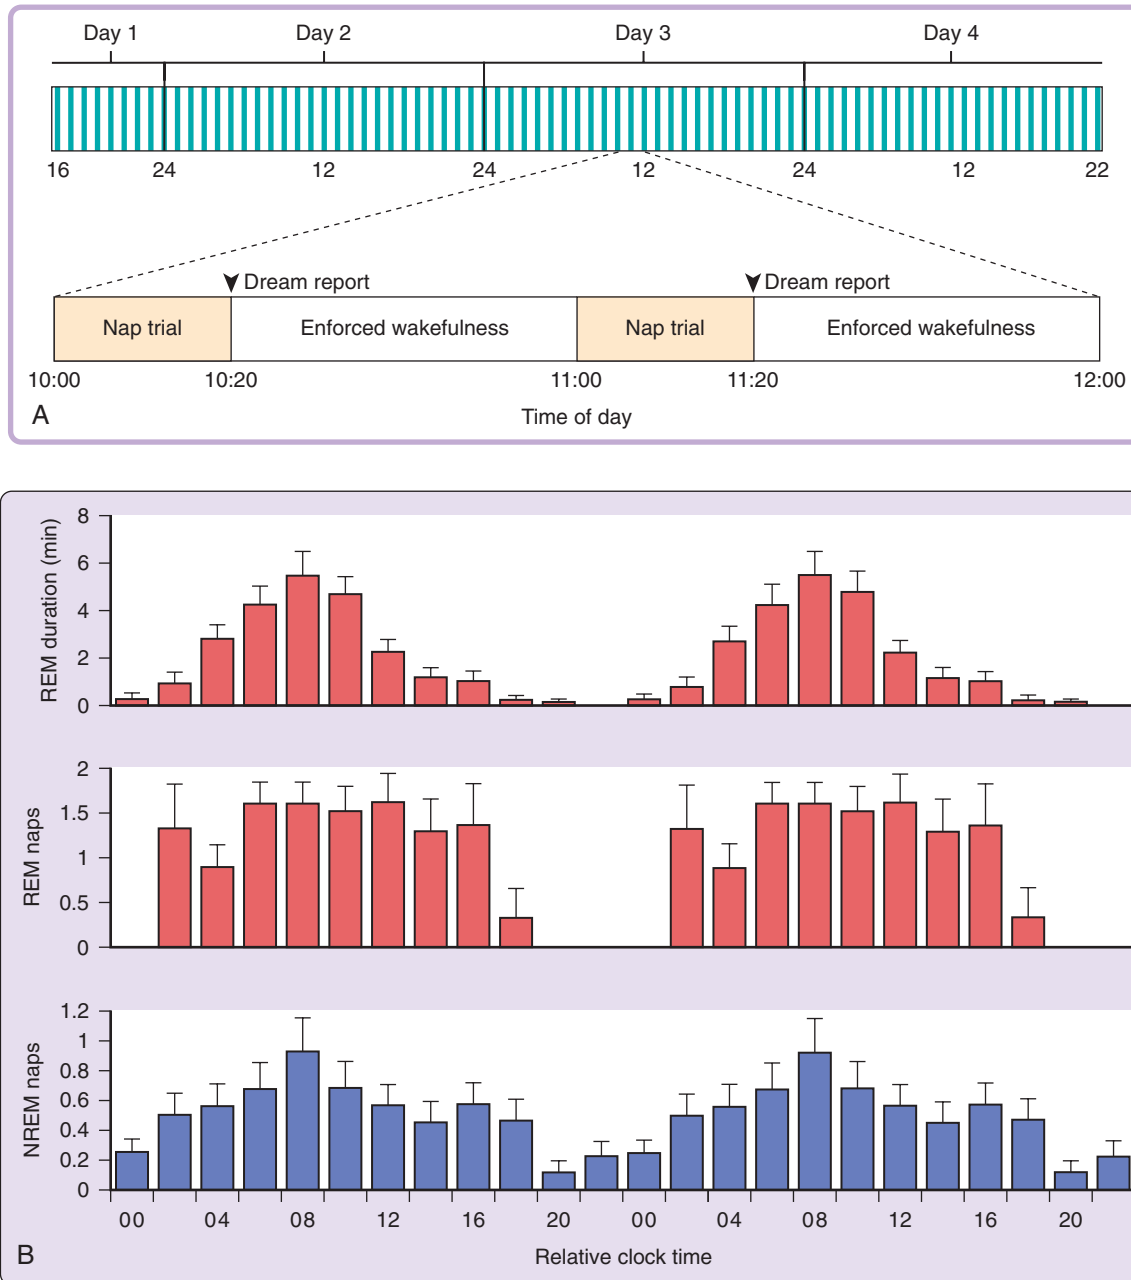 Day 1 Day 2 Day 3 Day 4
16 24 12 24 12 24 12 22
Dream report Dream report
Nap trial Enforced wakefulness Nap trial Enforced wakefulness
10:00 10:20 11:00 11:20 12:00
A Time of day
REM duration (min)
8
6
4
2
0
REM naps
2
1.5
1
0.5
0
NREM naps
1.2
1
0.8
0.6
0.4
0.2
0
00 04 08 12 16 20 00 04 08 12 16 20
B Relative clock time